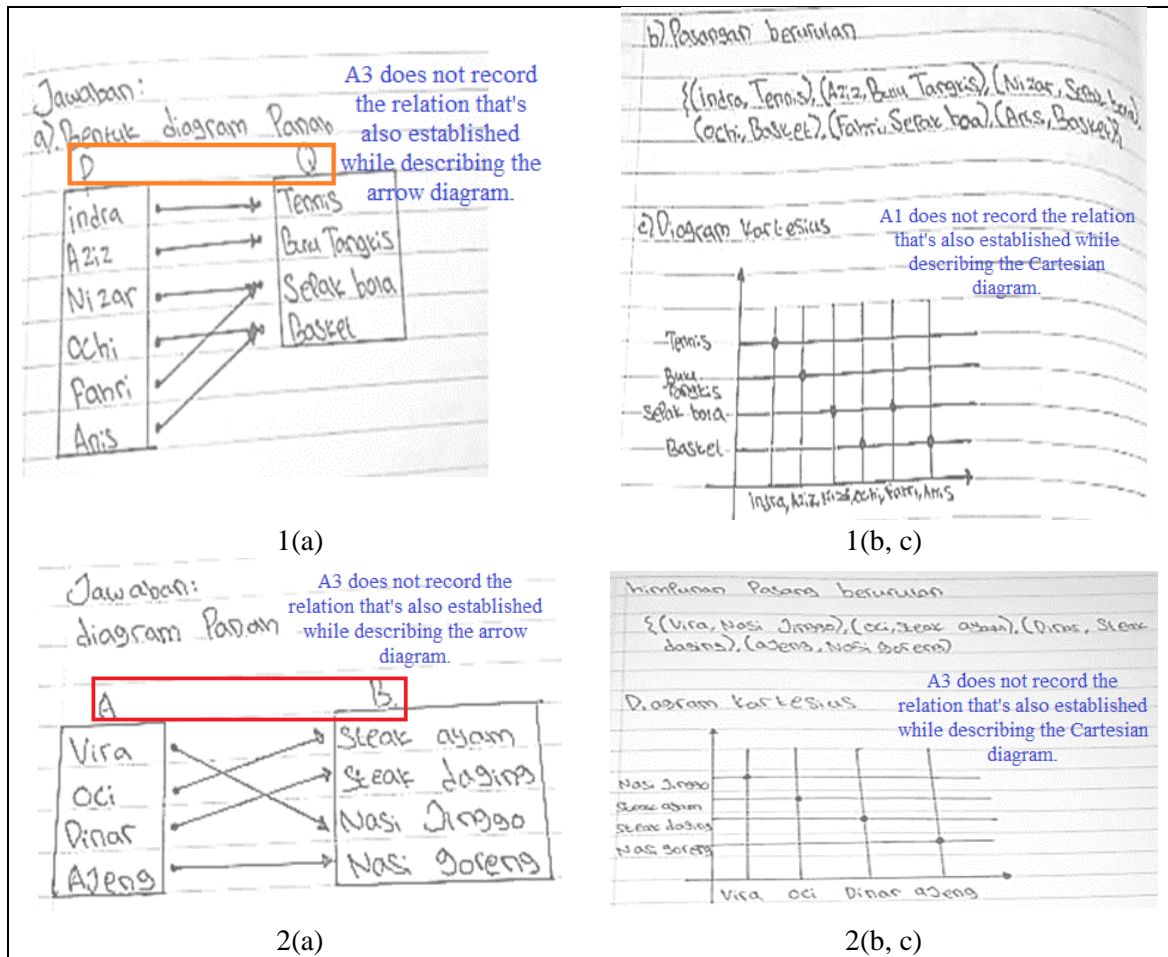 Jawaban:
a). Bentuk diagram Panah
P Q
indra
Aziz
Nizar
Ochi
Fahri
Anis
Tennis
Bulu Tangkis
Sepak bola
Basket
A3 does not record
the relation that's
also established
while describing the
arrow diagram.
1(a)
b). Pasangan berurutan
{(indra, Tennis), (Aziz, Bulu Tangkis), (Nizar, Sepak bola),
(Ochi, Basket), (Fahri, Sepak boa), (Anis, Basket)}
c) Diagram kartesius
A1 does not record the relation
that's also established while
describing the Cartesian
diagram.
Tennis
Bulu
Tangkis
Sepak bola
Basket
indra, Aziz, Nizar, Ochi, Fahri, Anis
1(b, c)
Jawaban:
diagram Panah
A3 does not record the
relation that's also established
while describing the arrow
diagram.
A B
Vira
Oci
Dinar
AJeng
Steak ayam
Steak daging
Nasi Jinggo
Nasi goreng
2(a)
himpunan Pasang berurutan
{(Vira, Nasi Jinggo), (Oci, Steak ayam), (Dinar, Steak
daging), (aJeng, Nasi goreng)
Diagram kartesius
A3 does not record the
relation that's also established
while describing the Cartesian
diagram.
Nasi Jinggo
Steak ayam
Steak daging
Nasi goreng
Vira Oci Dinar aJeng
2(b, c)